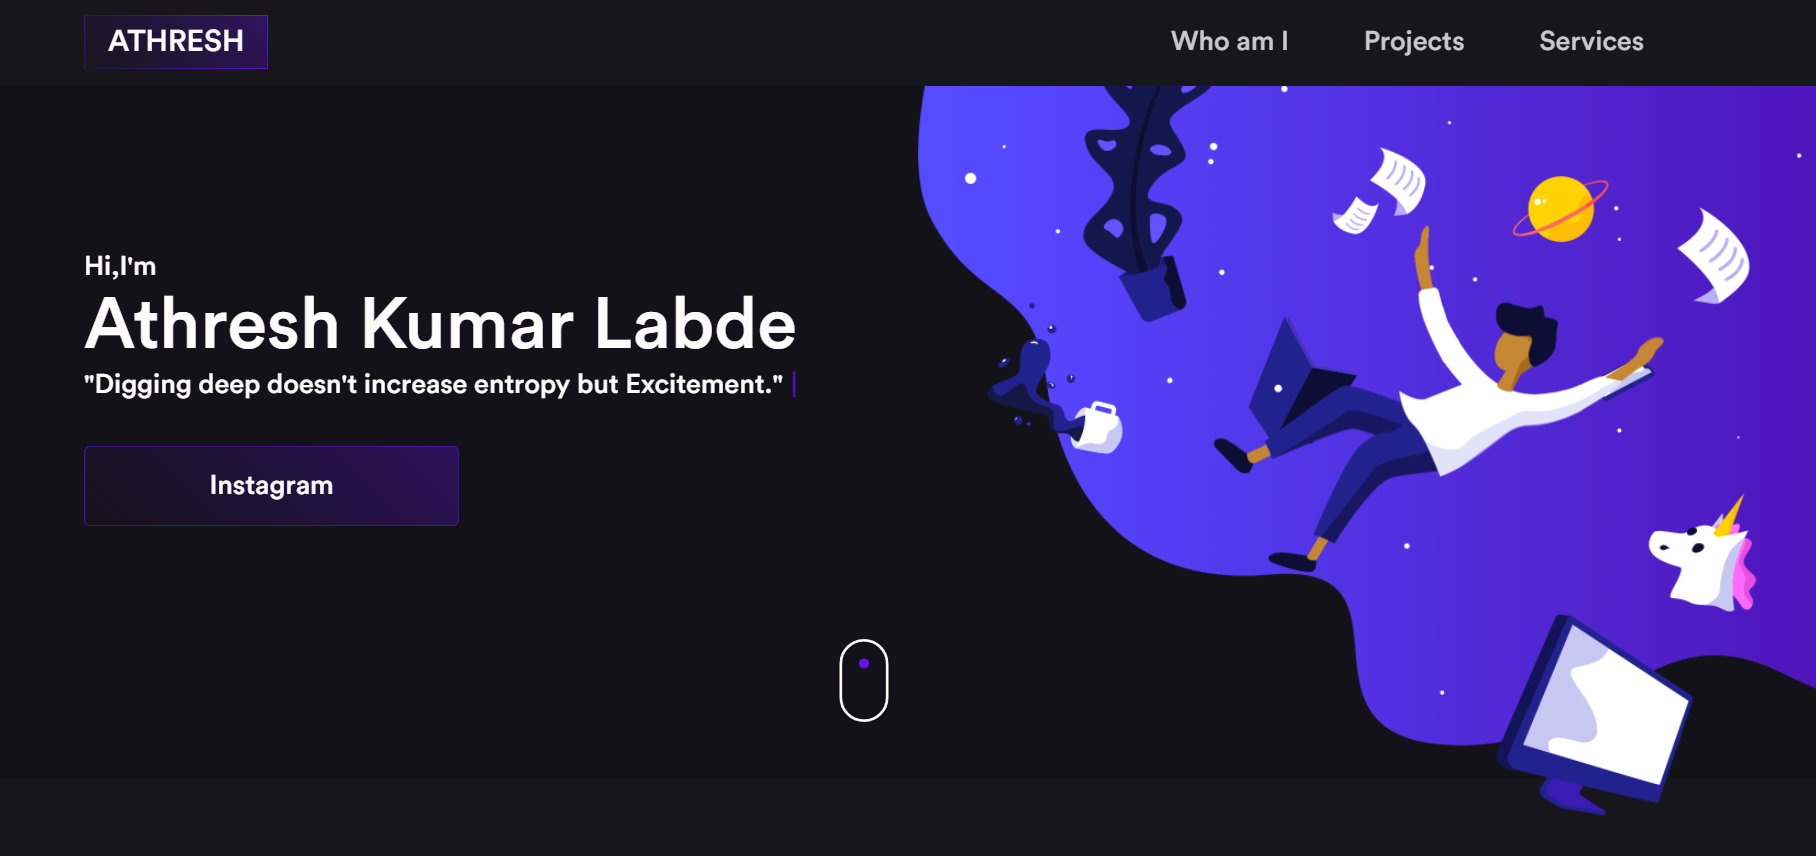 ATHRESH
Who am I
Projects
Services
Hi,I'm
Athresh Kumar Labde
"Digging deep doesn't increase entropy but Excitement."
Instagram